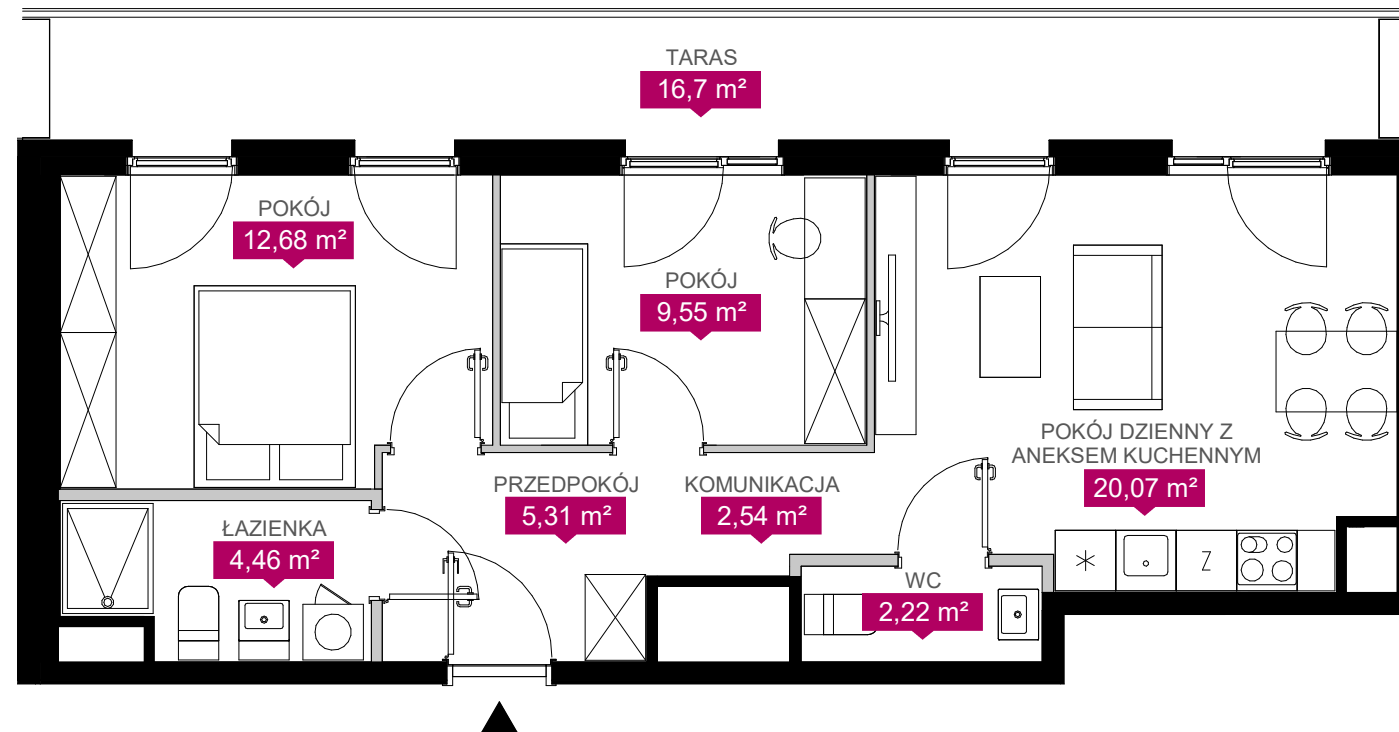 TARAS
16,7 m²
POKÓJ
12,68 m²
POKÓJ
9,55 m²
POKÓJ DZIENNY Z
ANEKSEM KUCHENNYM
20,07 m²
PRZEDPOKÓJ
5,31 m²
KOMUNIKACJA
2,54 m²
ŁAZIENKA
4,46 m²
WC
2,22 m²
Z